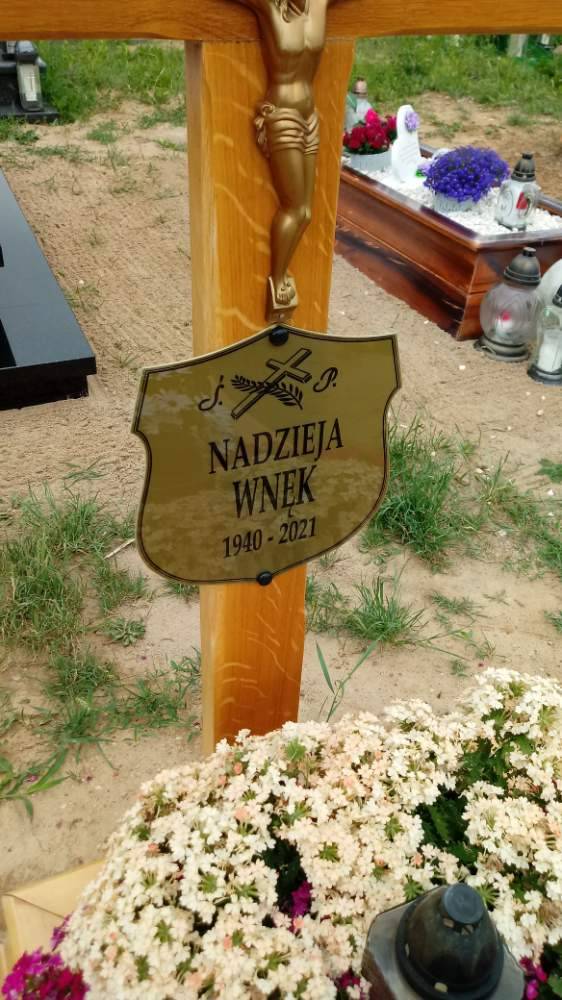 Ś. P.
NADZIEJA
WNĘK
1940 - 2021